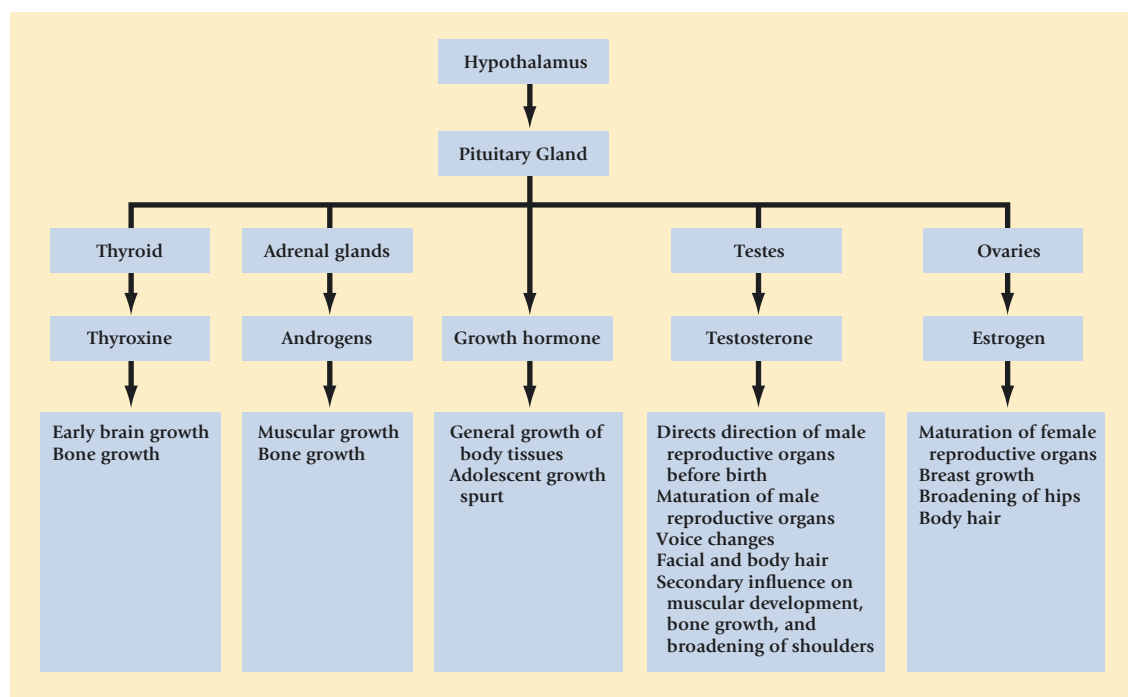 Hypothalamus
Pituitary Gland
Thyroid
Adrenal glands
Testes
Ovaries
Thyroxine
Androgens
Growth hormone
Testosterone
Estrogen
Early brain growth
Bone growth
Muscular growth
Bone growth
General growth of
body tissues
Adolescent growth
spurt
Directs direction of male
reproductive organs
before birth
Maturation of male
reproductive organs
Voice changes
Facial and body hair
Secondary influence on
muscular development,
bone growth, and
broadening of shoulders
Maturation of female
reproductive organs
Breast growth
Broadening of hips
Body hair